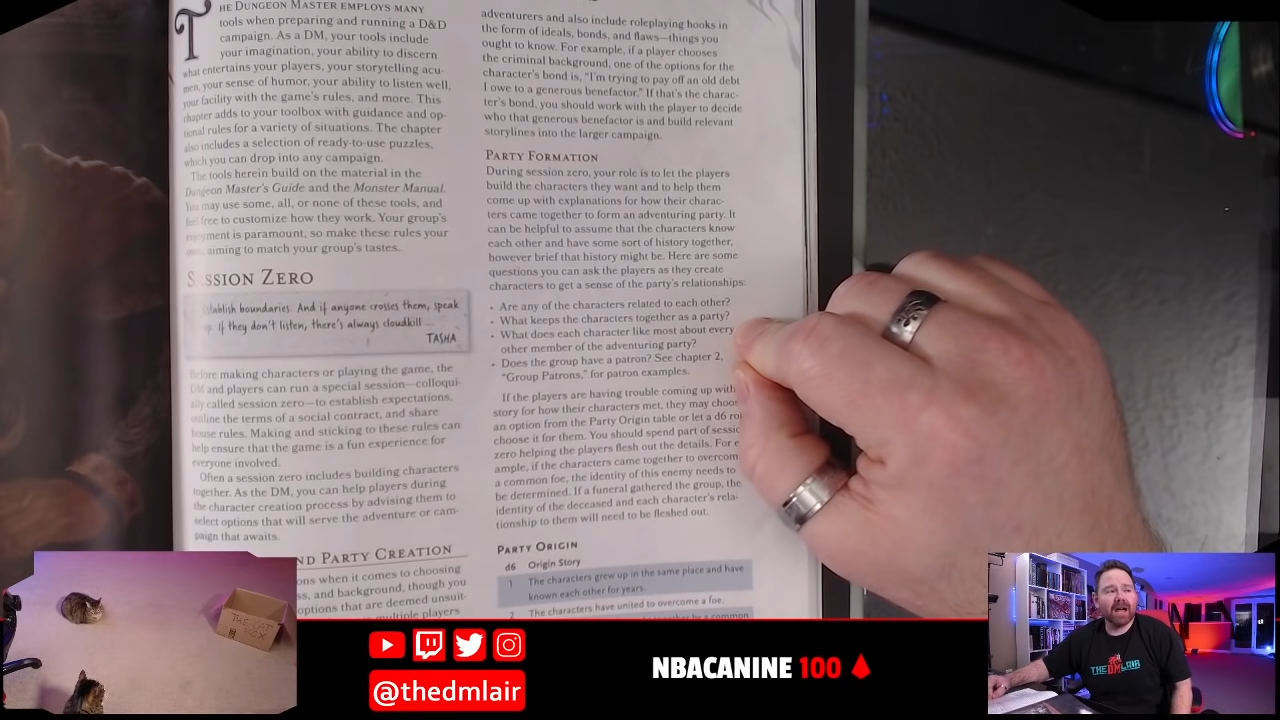 THE DUNGEON MASTER EMPLOYS MANY
tools when preparing and running a D&D
campaign. As a DM, your tools include
your imagination, your ability to discern
what entertains your players, your storytelling acu-
men, your sense of humor, your ability to listen well,
your facility with the game's rules, and more. This
chapter adds to your toolbox with guidance and op-
tional rules for a variety of situations. The chapter
also includes a selection of ready-to-use puzzles,
which you can drop into any campaign.
The tools herein build on the material in the
Dungeon Master's Guide and the Monster Manual.
You may use some, all, or none of these tools, and
feel free to customize how they work. Your group's
enjoyment is paramount, so make these rules your
own, aiming to match your group's tastes.
SESSION ZERO
Establish boundaries. And if anyone crosses them, speak
up. If they don't listen, there's always cloudkill
TASHA
Before making characters or playing the game, the
DM and players can run a special session—colloqui-
ally called session zero—to establish expectations,
outline the terms of a social contract, and share
house rules. Making and sticking to these rules can
help ensure that the game is a fun experience for
everyone involved.
Often a session zero includes building characters
together. As the DM, you can help players during
the character creation process by advising them to
select options that will serve the adventure or cam-
paign that awaits.
ND PARTY CREATION
ons when it comes to choosing
ss, and background, though you
options that are deemed unsuit-
multiple players
adventurers and also include roleplaying hooks in
the form of ideals, bonds, and flaws—things you
ought to know. For example, if a player chooses
the criminal background, one of the options for the
character's bond is, "I'm trying to pay off an old debt
I owe to a generous benefactor." If that's the charac-
ter's bond, you should work with the player to decide
who that generous benefactor is and build relevant
storylines into the larger campaign.
PARTY FORMATION
During session zero, your role is to let the players
build the characters they want and to help them
come up with explanations for how their charac-
ters came together to form an adventuring party. It
can be helpful to assume that the characters know
each other and have some sort of history together,
however brief that history might be. Here are some
questions you can ask the players as they create
characters to get a sense of the party's relationships:
• Are any of the characters related to each other?
• What keeps the characters together as a party?
• What does each character like most about every
other member of the adventuring party?
• Does the group have a patron? See chapter 2,
"Group Patrons," for patron examples.
If the players are having trouble coming up with
story for how their characters met, they may choos
an option from the Party Origin table or let a d6 ro
choose it for them. You should spend part of sessio
zero helping the players flesh out the details. For e
ample, if the characters came together to overcom
a common foe, the identity of this enemy needs to
be determined. If a funeral gathered the group, the
identity of the deceased and each character's rela-
tionship to them will need to be fleshed out.
PARTY ORIGIN
d6 Origin Story
1 The characters grew up in the same place and have
known each other for years.
2 The characters have united to overcome a foe.
THE CAT
BOX
@thedmlair
NBACANINE 100
THE DM LAIR